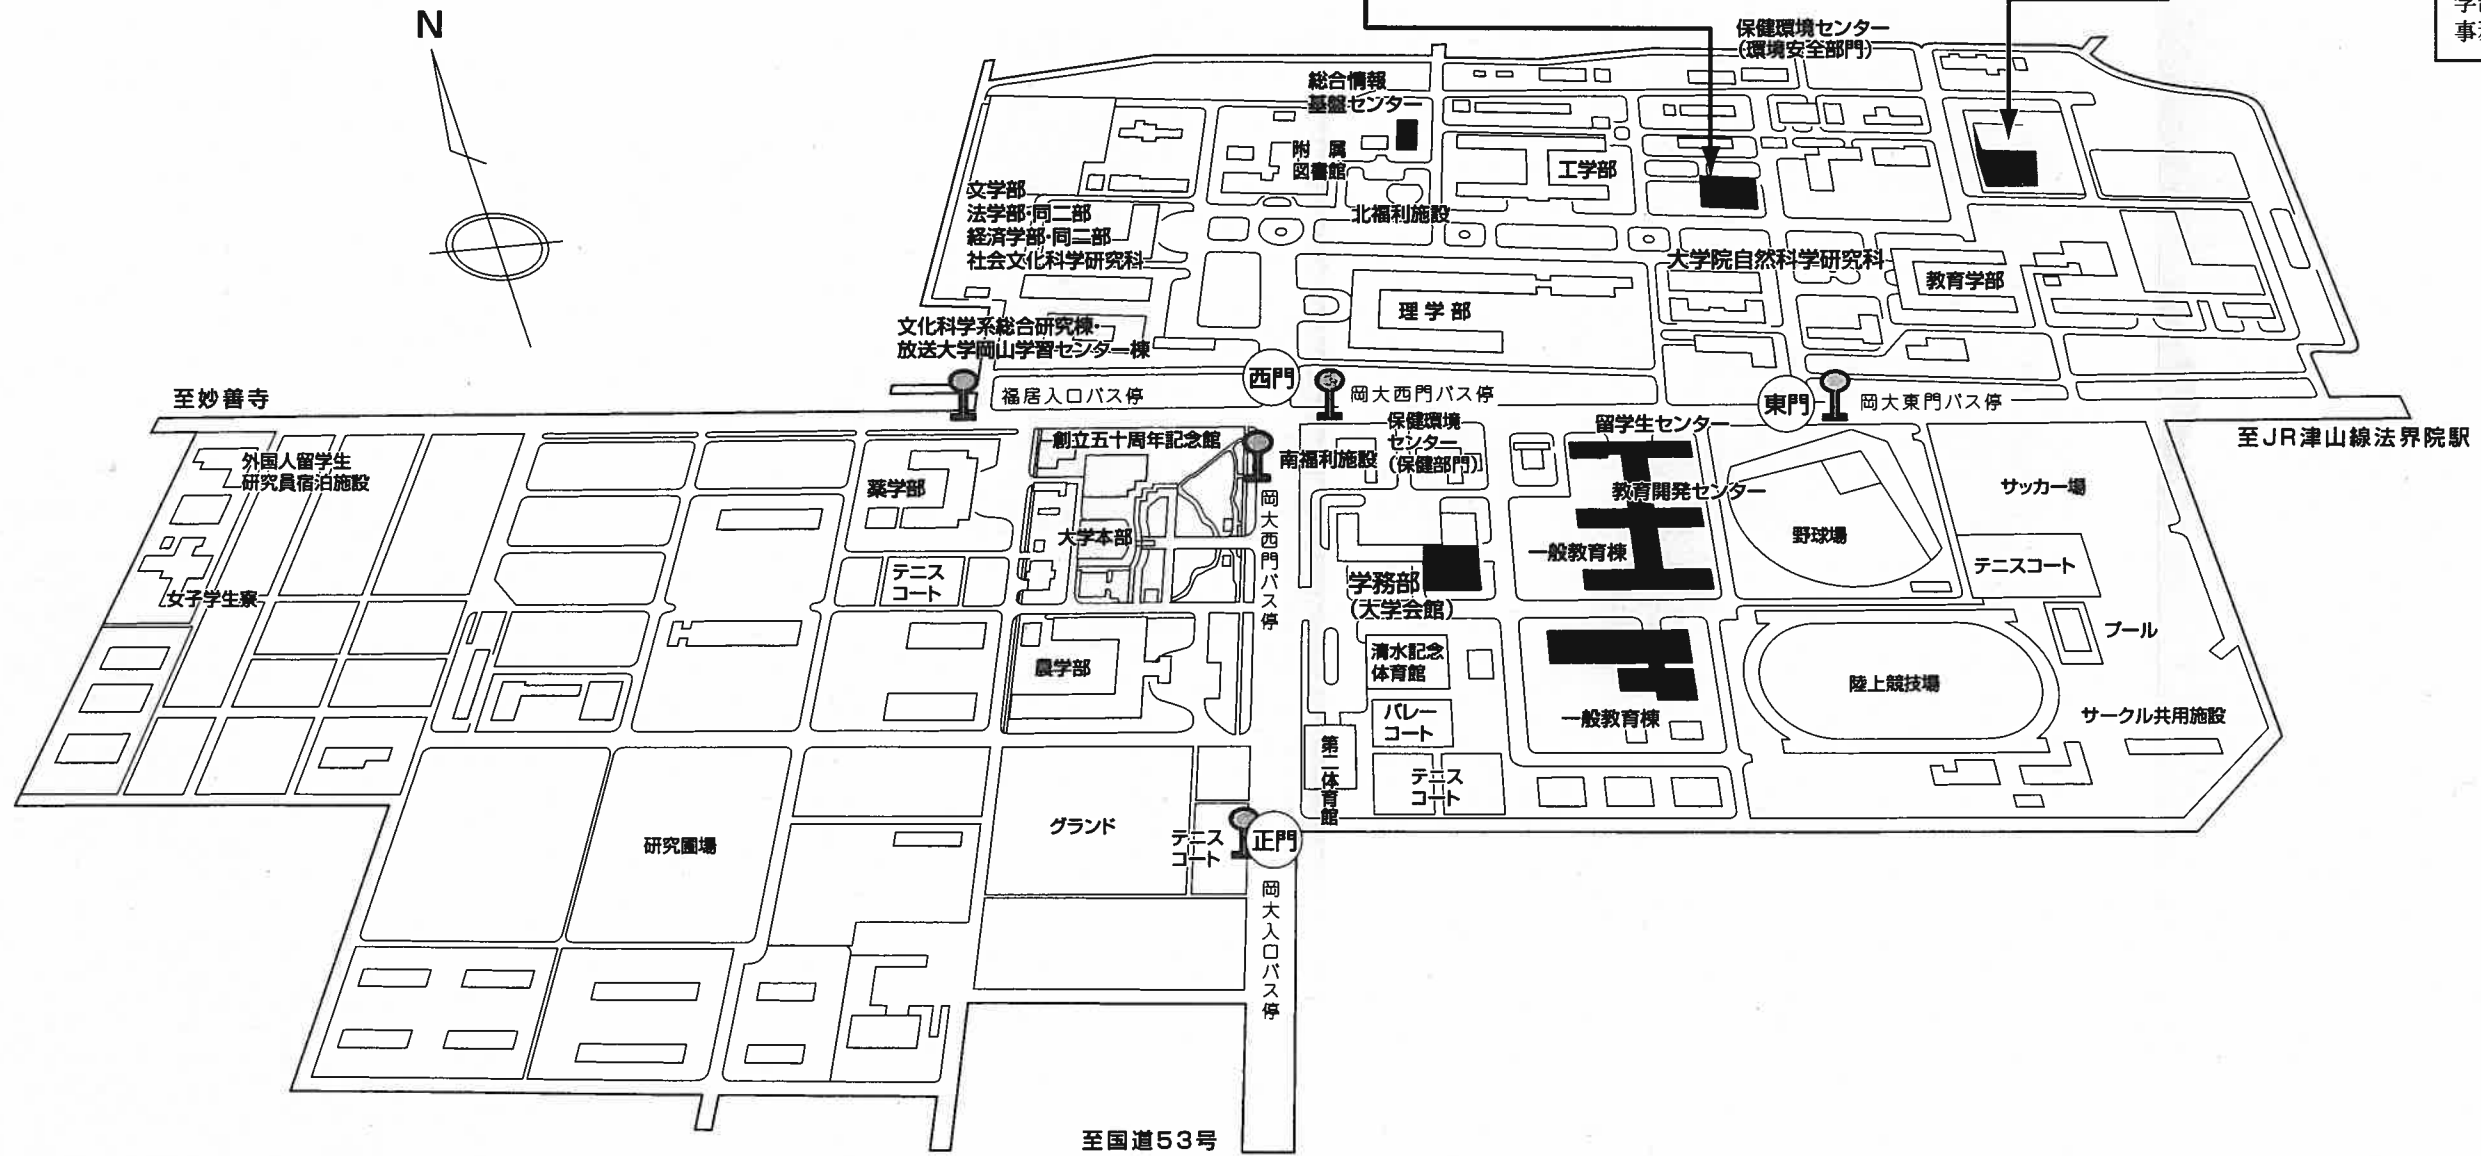 N
保健環境センター
(環境安全部門)
総合情報
基盤センター
附属
図書館
工学部
文学部
法学部・同二部
経済学部・同二部
社会文化科学研究科
北福利施設
大学院自然科学研究科
教育学部
理学部
文化科学系総合研究棟・
放送大学岡山学習センター棟
西門
東門
福居入口バス停
岡大西門バス停
岡大東門バス停
至妙善寺
至JR津山線法界院駅
外国人留学生
研究員宿泊施設
女子学生寮
薬学部
テニス
コート
創立五十周年記念館
大学本部
農学部
岡大西門バス停
南福利施設
保健環境
センター
(保健部門)
留学生センター
教育開発センター
一般教育棟
学務部
(大学会館)
清水記念
体育館
バレー
コート
テニス
コート
第二体育館
一般教育棟
野球場
サッカー場
テニスコート
プール
陸上競技場
サークル共用施設
研究圃場
グランド
テニス
コート
正門
岡大入口バス停
至国道53号